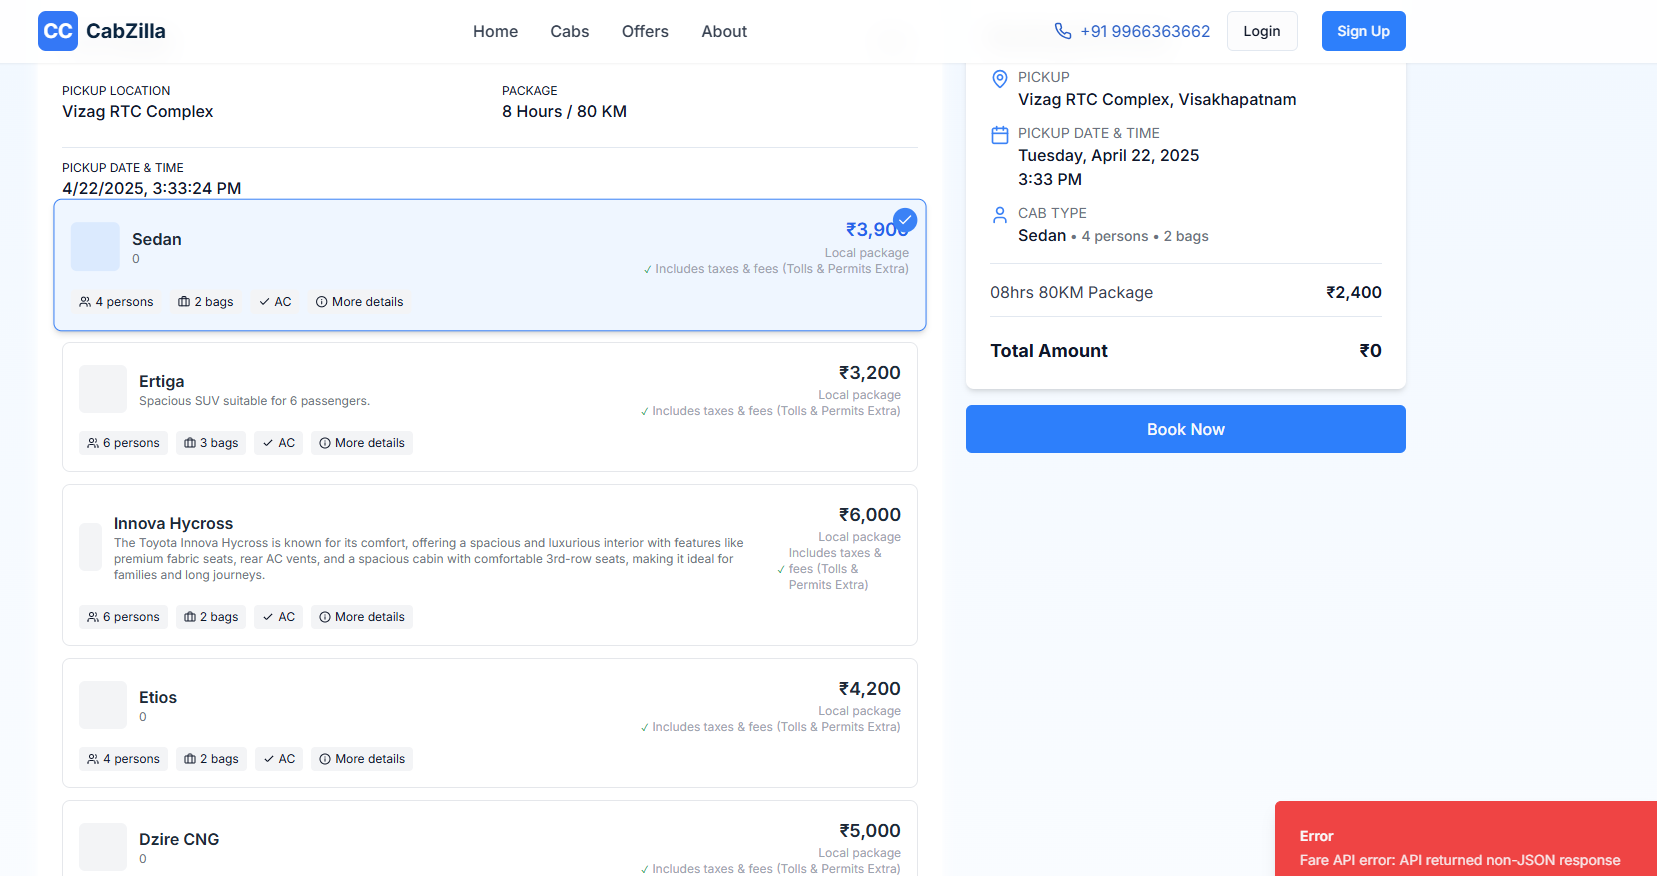 CC CabZilla
Home Cabs Offers About
+91 9966363662
Login
Sign Up
PICKUP LOCATION
Vizag RTC Complex
PACKAGE
8 Hours / 80 KM
PICKUP DATE & TIME
4/22/2025, 3:33:24 PM
Sedan
0
₹3,900
Local package
✓ Includes taxes & fees (Tolls & Permits Extra)
4 persons 2 bags AC More details
Ertiga
Spacious SUV suitable for 6 passengers.
₹3,200
Local package
✓ Includes taxes & fees (Tolls & Permits Extra)
6 persons 3 bags AC More details
Innova Hycross
The Toyota Innova Hycross is known for its comfort, offering a spacious and luxurious interior with features like
premium fabric seats, rear AC vents, and a spacious cabin with comfortable 3rd-row seats, making it ideal for
families and long journeys.
₹6,000
Local package
Includes taxes &
✓ fees (Tolls &
Permits Extra)
6 persons 2 bags AC More details
Etios
0
₹4,200
Local package
✓ Includes taxes & fees (Tolls & Permits Extra)
4 persons 2 bags AC More details
Dzire CNG
0
₹5,000
Local package
✓ Includes taxes & fees (Tolls & Permits Extra)
PICKUP
Vizag RTC Complex, Visakhapatnam
PICKUP DATE & TIME
Tuesday, April 22, 2025
3:33 PM
CAB TYPE
Sedan • 4 persons • 2 bags
08hrs 80KM Package ₹2,400
Total Amount ₹0
Book Now
Error
Fare API error: API returned non-JSON response